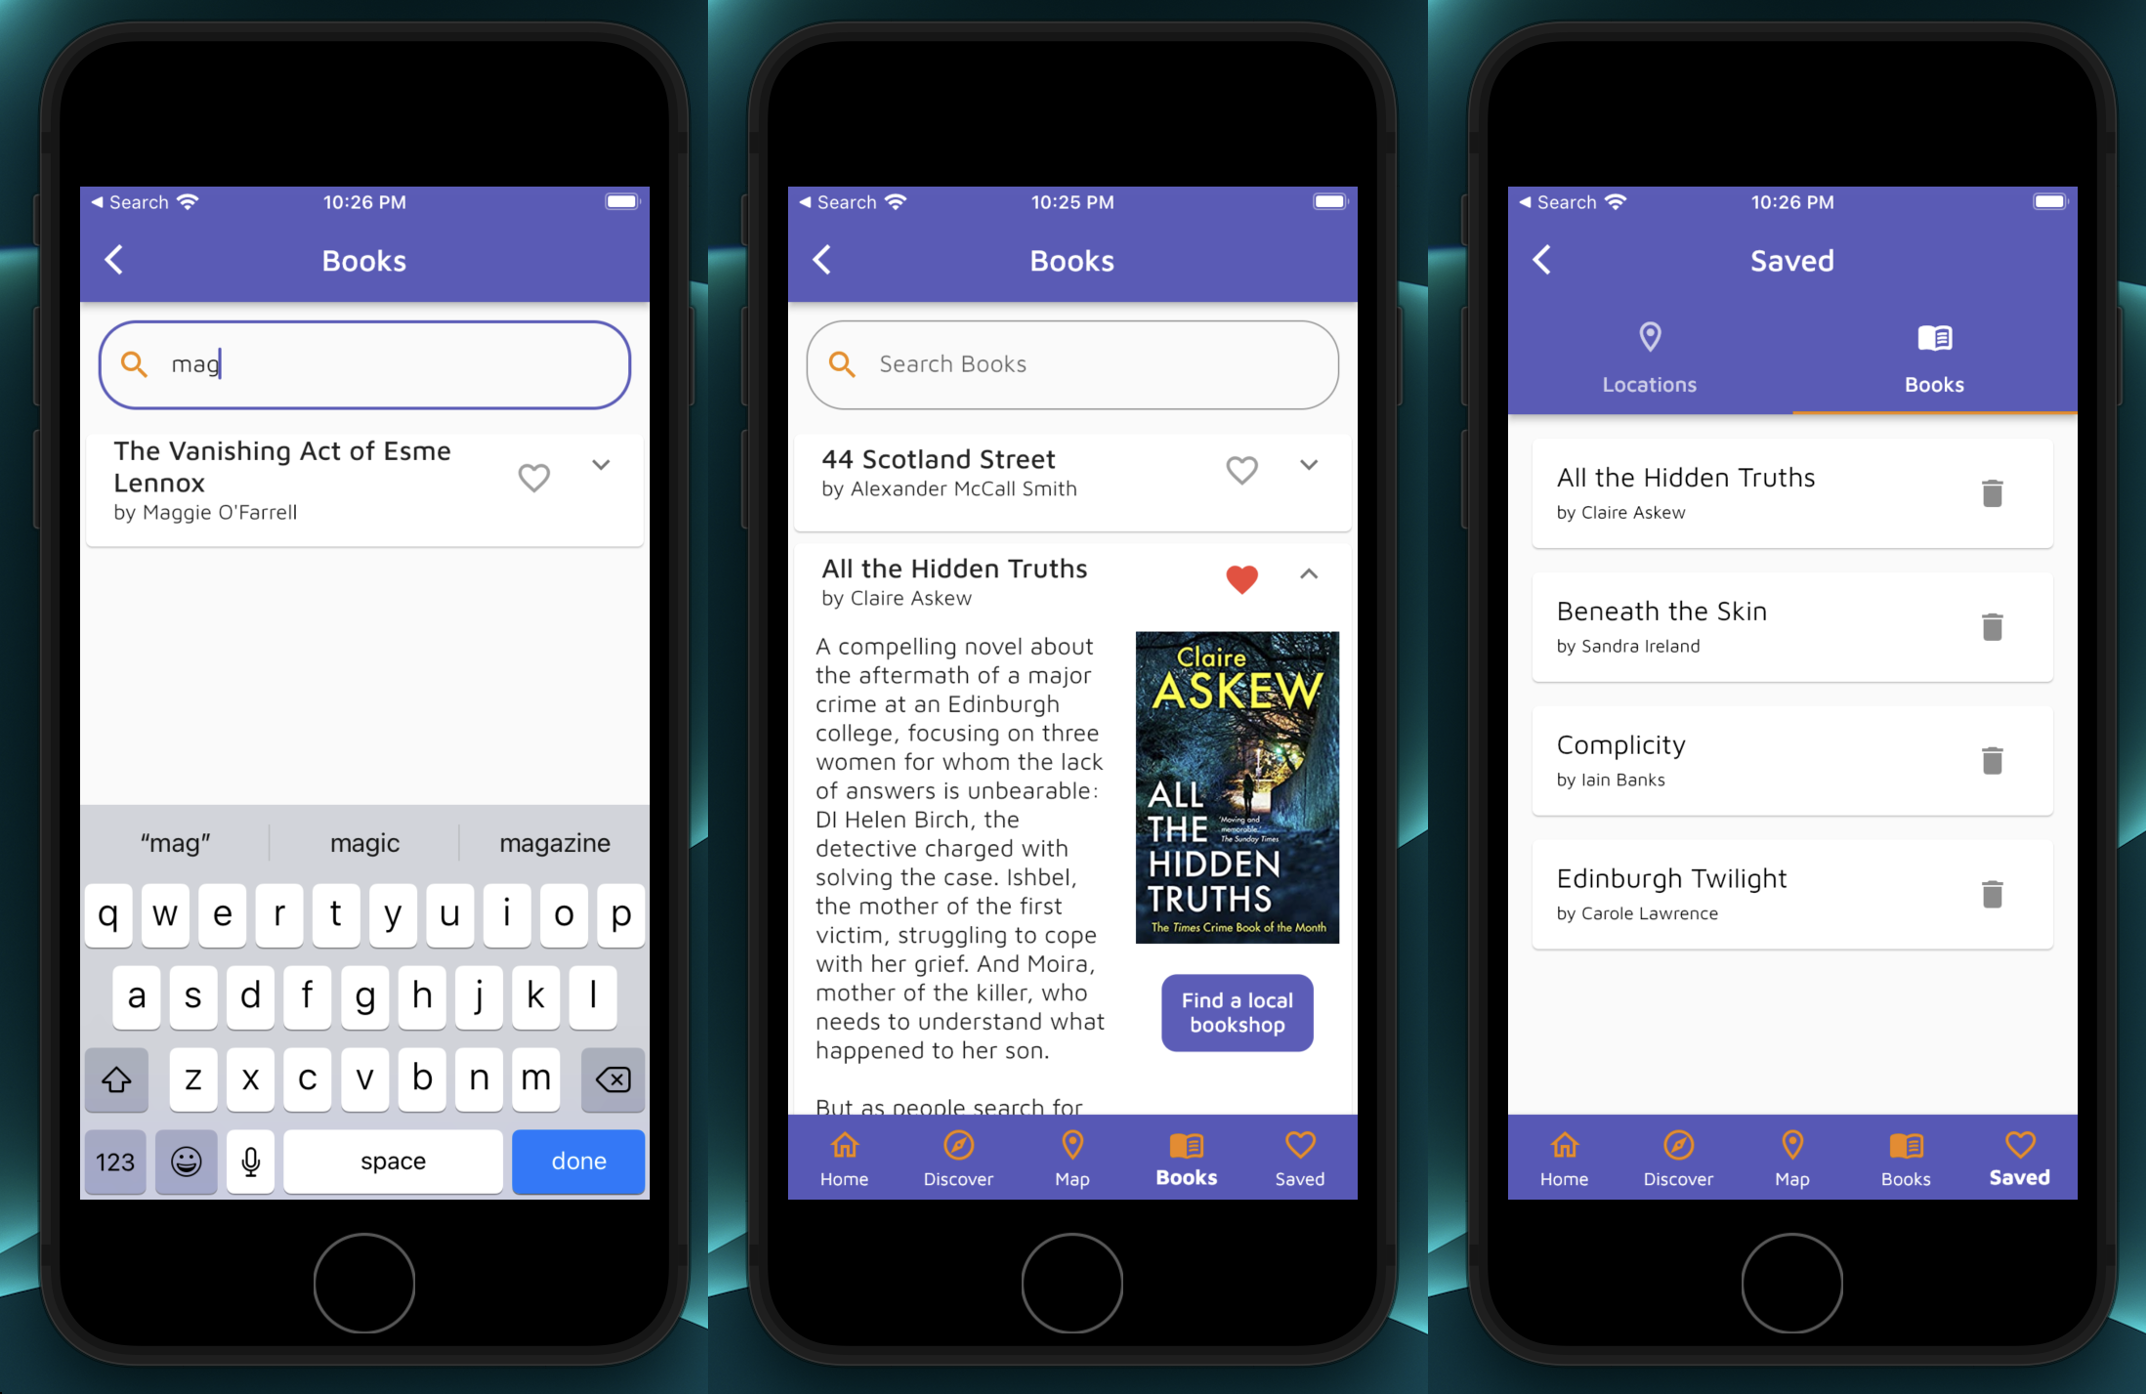 Search
10:26 PM
Books
mag
The Vanishing Act of Esme
Lennox
by Maggie O'Farrell
“mag”
magic
magazine
q w e r t y u i o p
a s d f g h j k l
z x c v b n m
123
space
done
Search
10:25 PM
Books
Search Books
44 Scotland Street
by Alexander McCall Smith
All the Hidden Truths
by Claire Askew
A compelling novel about
the aftermath of a major
crime at an Edinburgh
college, focusing on three
women for whom the lack
of answers is unbearable:
DI Helen Birch, the
detective charged with
solving the case. Ishbel,
the mother of the first
victim, struggling to cope
with her grief. And Moira,
mother of the killer, who
needs to understand what
happened to her son.
But as people search for
Claire
ASKEW
ALL
THE
'Moving and
memorable.'
The Sunday Times
HIDDEN
TRUTHS
The Times Crime Book of the Month
Find a local
bookshop
Home
Discover
Map
Books
Saved
Search
10:26 PM
Saved
Locations
Books
All the Hidden Truths
by Claire Askew
Beneath the Skin
by Sandra Ireland
Complicity
by Iain Banks
Edinburgh Twilight
by Carole Lawrence
Home
Discover
Map
Books
Saved